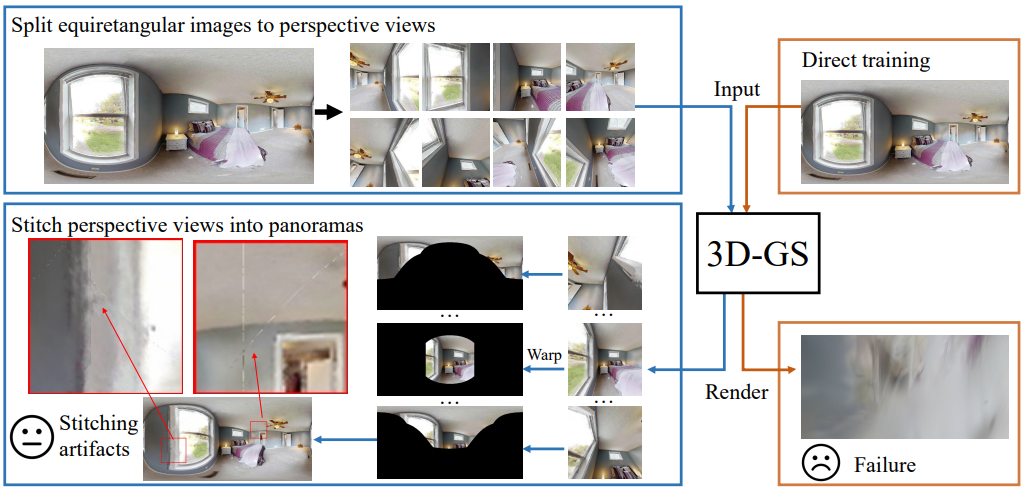 Split equiretangular images to perspective views
Direct training
Input
Stitch perspective views into panoramas
3D-GS
...
...
Warp
...
Render
Stitching
artifacts
Failure